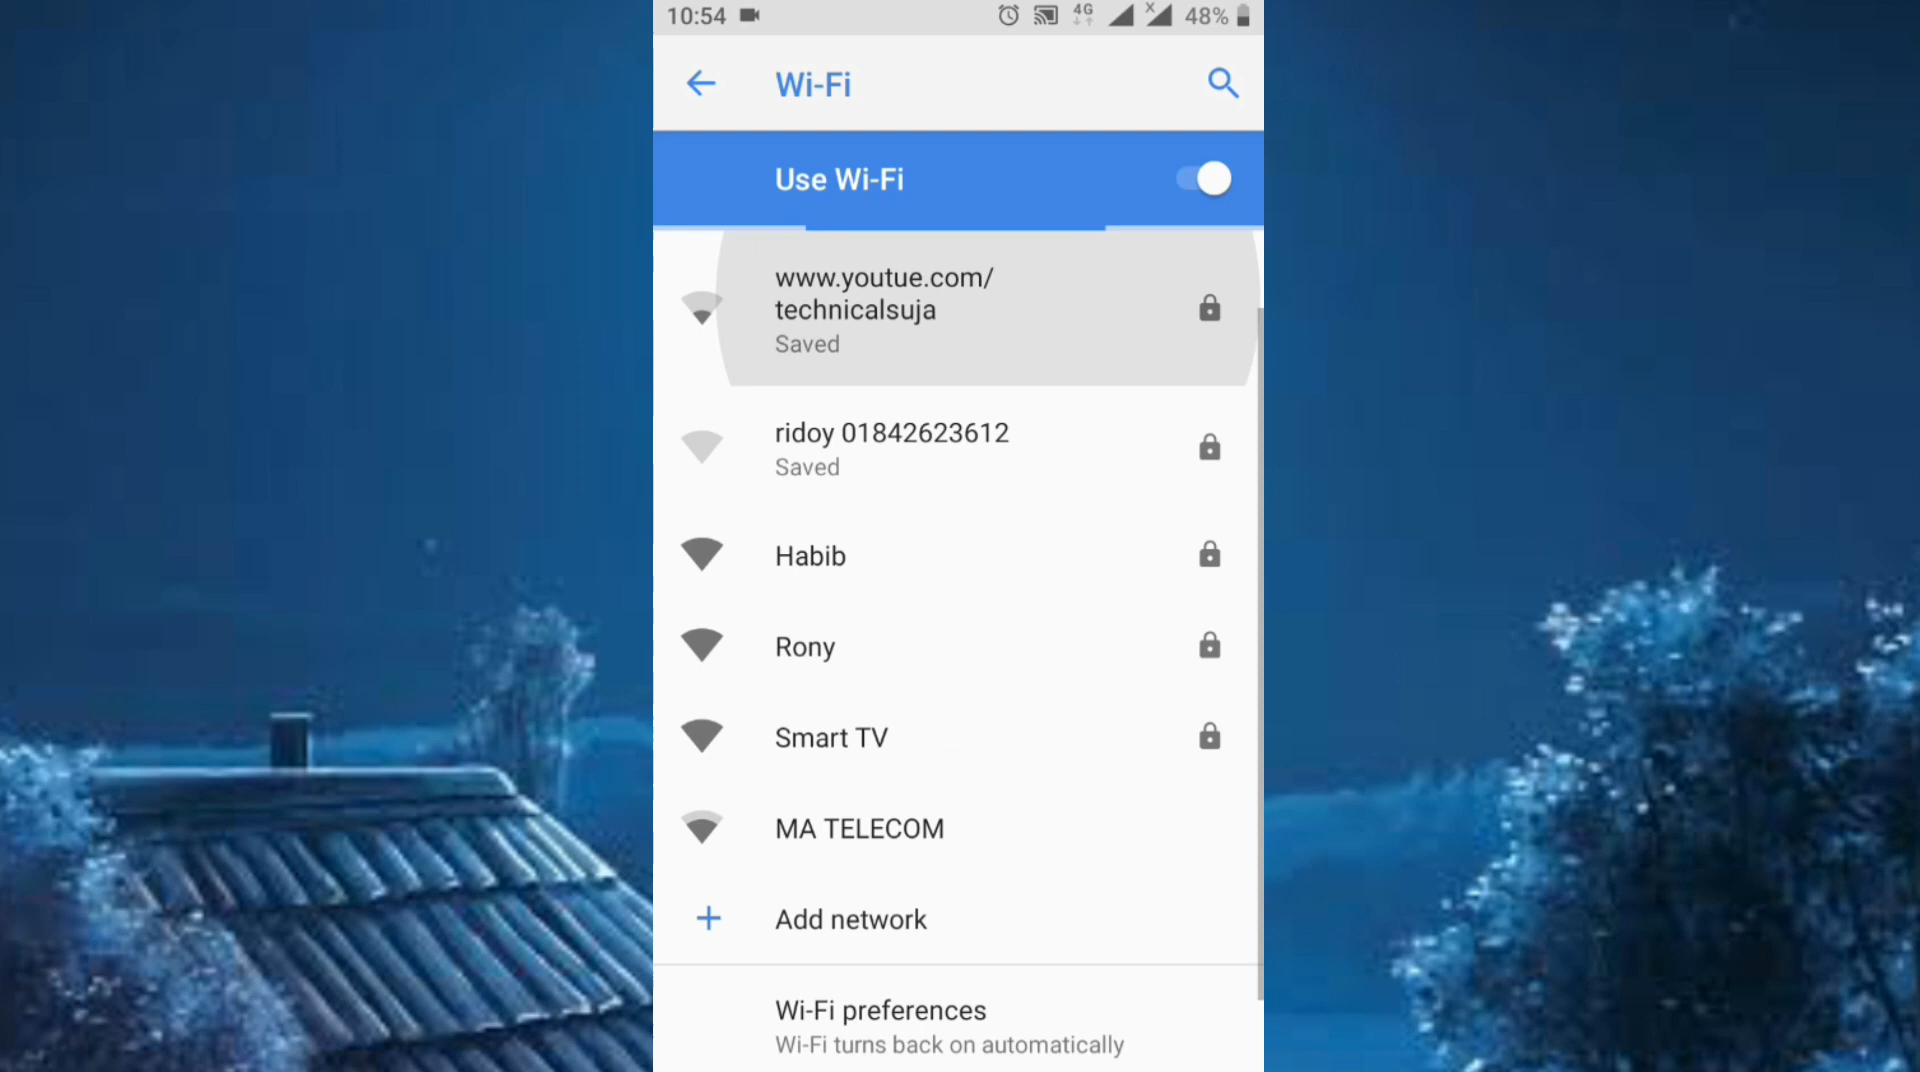 10:54
4G
X
48%
Wi-Fi
Use Wi-Fi
www.youtue.com/
technicalsuja
Saved
ridoy 01842623612
Saved
Habib
Rony
Smart TV
MA TELECOM
Add network
Wi-Fi preferences
Wi-Fi turns back on automatically